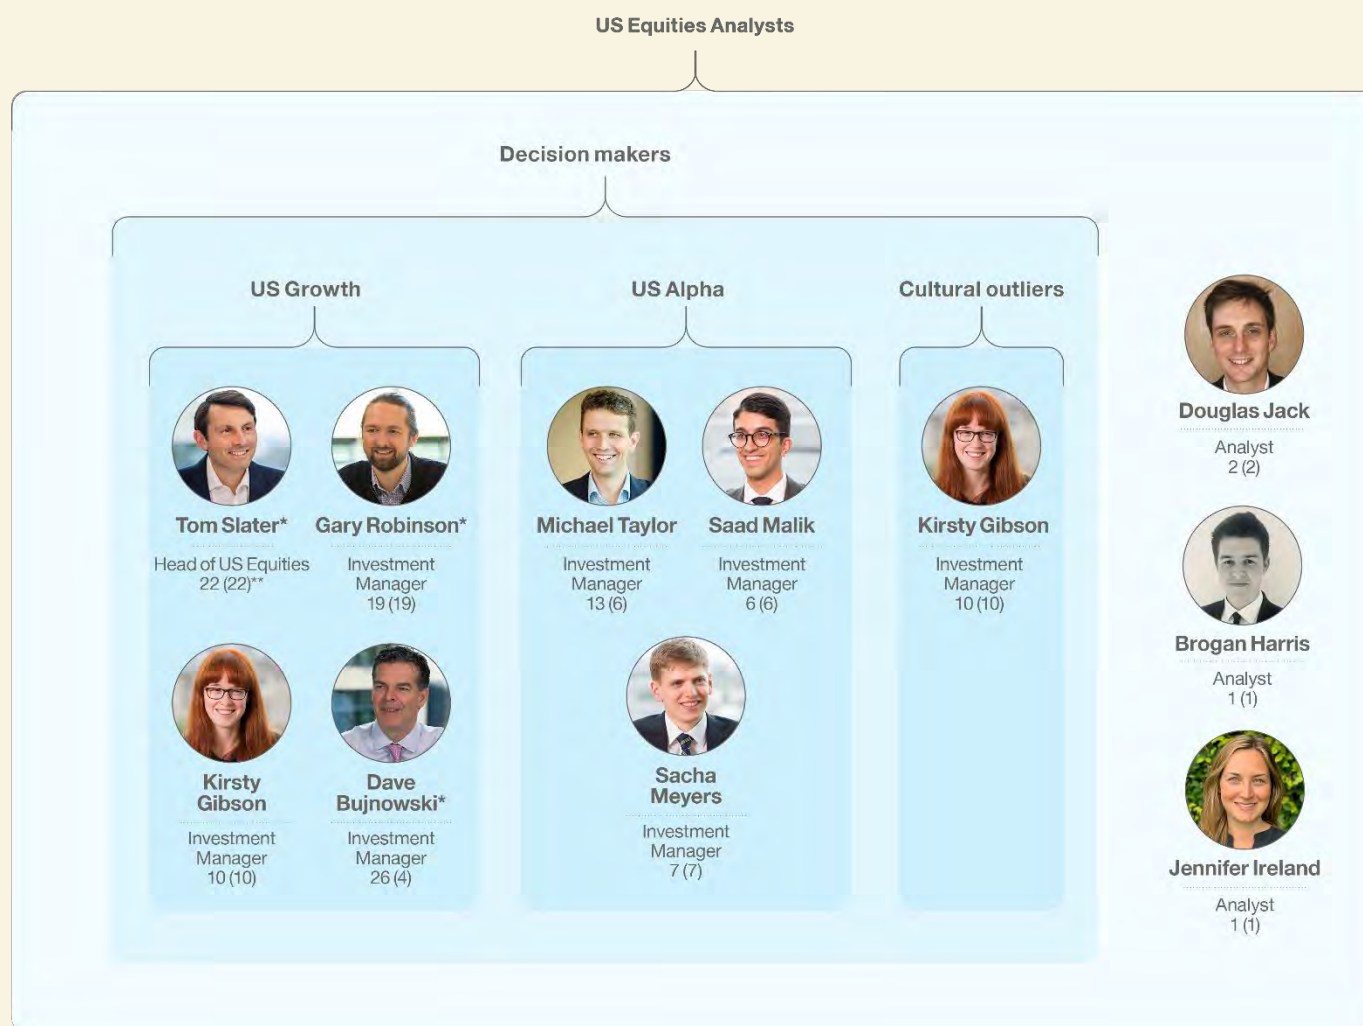 US Equities Analysts
Decision makers
US Growth
US Alpha
Cultural outliers
Tom Slater*
Head of US Equities
22 (22)**
Gary Robinson*
Investment
Manager
19 (19)
Michael Taylor
Investment
Manager
13 (6)
Saad Malik
Investment
Manager
6 (6)
Kirsty Gibson
Investment
Manager
10 (10)
Kirsty
Gibson
Investment
Manager
10 (10)
Dave
Bujnowski*
Investment
Manager
26 (4)
Sacha
Meyers
Investment
Manager
7 (7)
Douglas Jack
Analyst
2 (2)
Brogan Harris
Analyst
1 (1)
Jennifer Ireland
Analyst
1 (1)